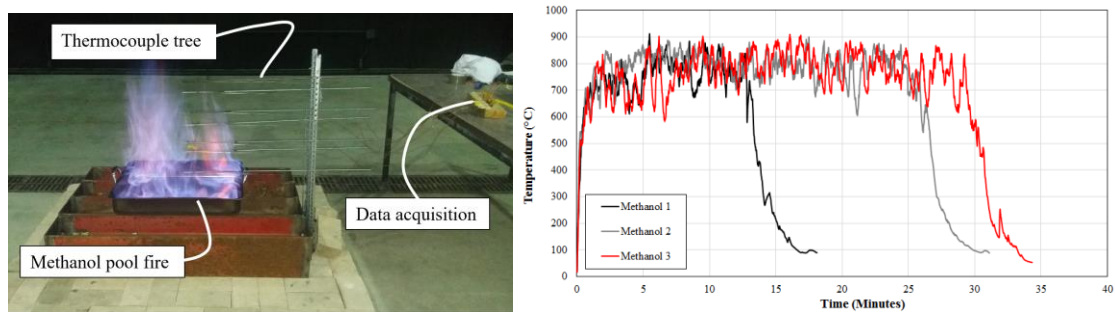 Thermocouple tree
Data acquisition
Methanol pool fire
Temperature (°C)
1000
900
800
700
600
500
400
300
200
100
0
Methanol 1
Methanol 2
Methanol 3
0 5 10 15 20 25 30 35 40
Time (Minutes)